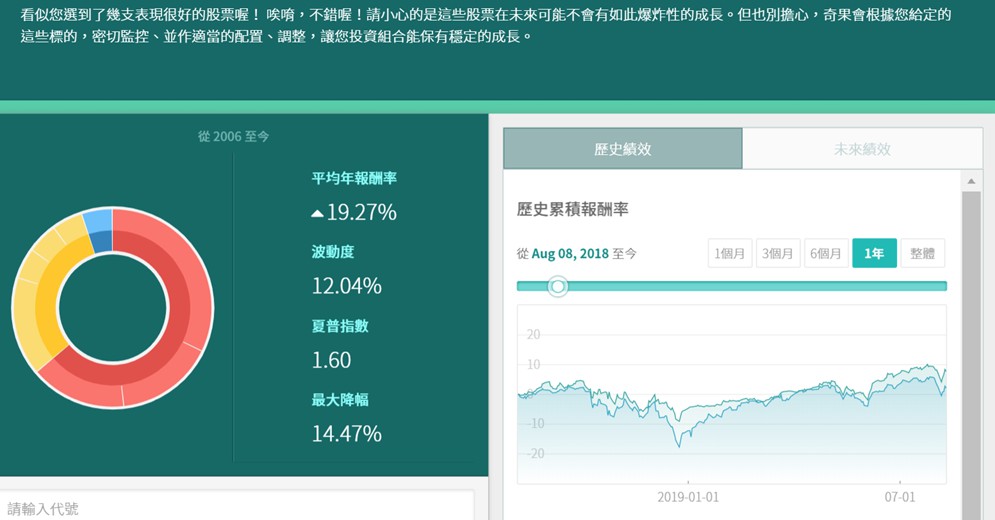 看似您選到了幾支表現很好的股票喔！ 唉唷，不錯喔！請小心的是這些股票在未來可能不會有如此爆炸性的成長。但也別擔心，奇果會根據您給定的
這些標的，密切監控、並作適當的配置、調整，讓您投資組合能保有穩定的成長。
從 2006 至今
平均年報酬率
19.27%
波動度
12.04%
夏普指數
1.60
最大降幅
14.47%
請輸入代號
歷史績效 未來績效
歷史累積報酬率
從 Aug 08, 2018 至今 1個月 3個月 6個月 1年 整體
20
10
-10
-20
2019-01-01 07-01